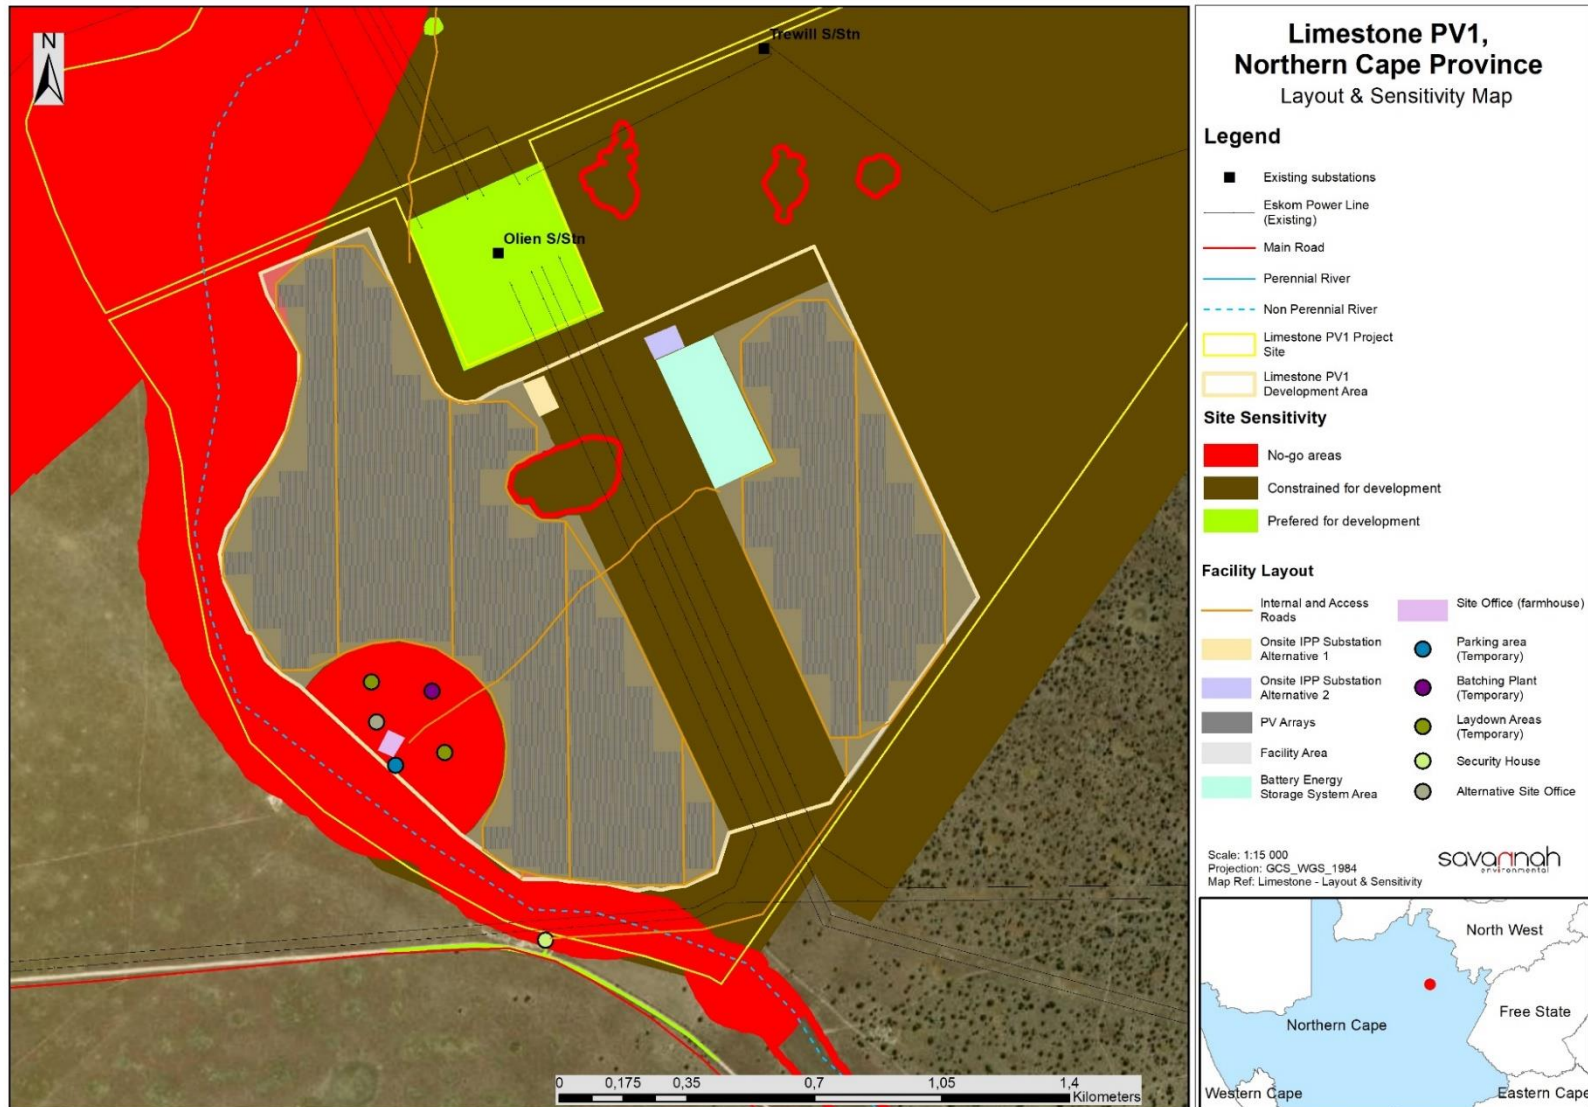 N
Trewill S/Stn
Olien S/Stn
0
0,175
0,35
0,7
1,05
1,4
Kilometers
Limestone PV1,
Northern Cape Province
Layout & Sensitivity Map
Legend
Existing substations
Eskom Power Line
(Existing)
Main Road
Perennial River
Non Perennial River
Limestone PV1 Project
Site
Limestone PV1
Development Area
Site Sensitivity
No-go areas
Constrained for development
Prefered for development
Facility Layout
Internal and Access
Roads
Onsite IPP Substation
Alternative 1
Onsite IPP Substation
Alternative 2
PV Arrays
Facility Area
Battery Energy
Storage System Area
Site Office (farmhouse)
Parking area
(Temporary)
Batching Plant
(Temporary)
Laydown Areas
(Temporary)
Security House
Alternative Site Office
Scale: 1:15 000
Projection: GCS_WGS_1984
Map Ref: Limestone - Layout & Sensitivity
savannah
environmental
North West
Northern Cape
Free State
Western Cape
Eastern Cape